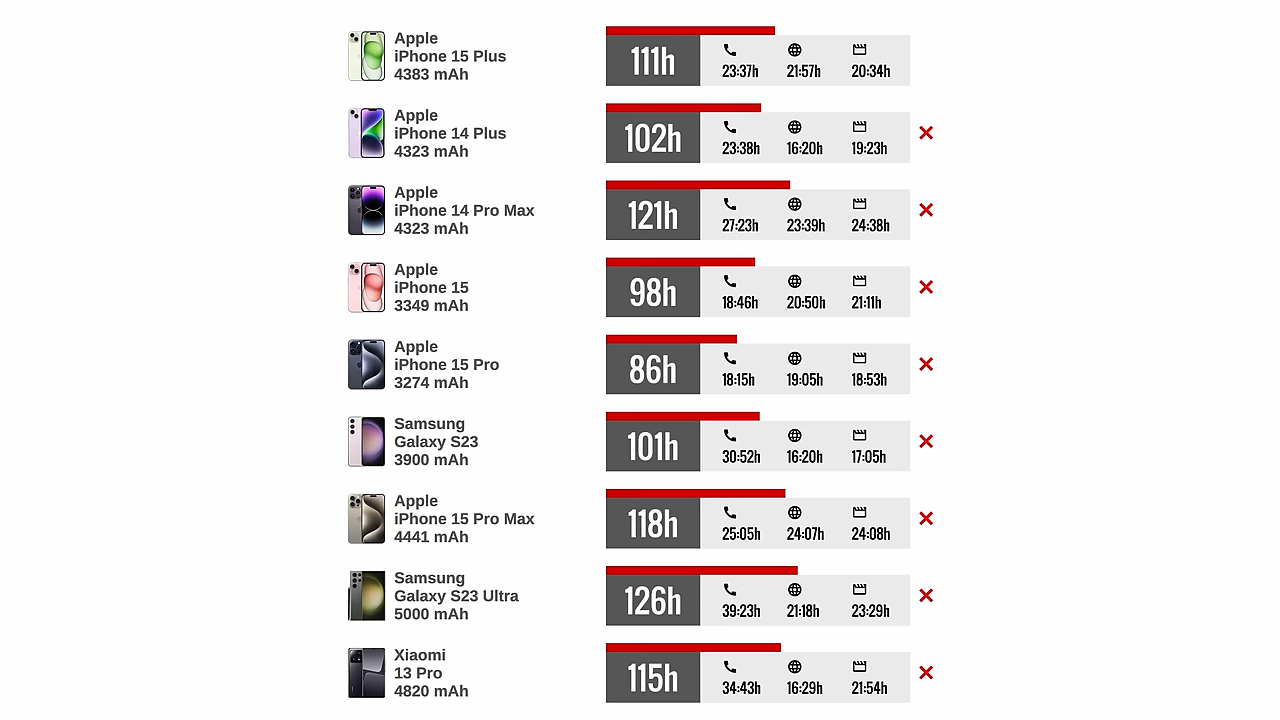 Apple
iPhone 15 Plus
4383 mAh
111h
23:37h 21:57h 20:34h
Apple
iPhone 14 Plus
4323 mAh
102h
23:38h 16:20h 19:23h
Apple
iPhone 14 Pro Max
4323 mAh
121h
27:23h 23:39h 24:38h
Apple
iPhone 15
3349 mAh
98h
18:46h 20:50h 21:11h
Apple
iPhone 15 Pro
3274 mAh
86h
18:15h 19:05h 18:53h
Samsung
Galaxy S23
3900 mAh
101h
30:52h 16:20h 17:05h
Apple
iPhone 15 Pro Max
4441 mAh
118h
25:05h 24:07h 24:08h
Samsung
Galaxy S23 Ultra
5000 mAh
126h
39:23h 21:18h 23:29h
Xiaomi
13 Pro
4820 mAh
115h
34:43h 16:29h 21:54h